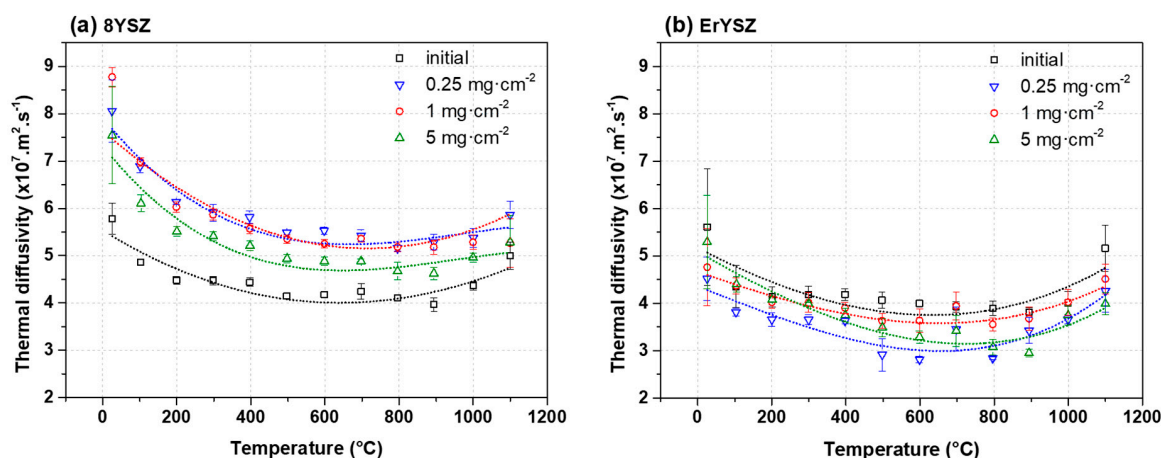 (a) 8YSZ
Thermal diffusivity (x10⁷.m².s⁻¹)
9
8
7
6
5
4
3
2
0 200 400 600 800 1000 1200
Temperature (°C)
initial
0.25 mg·cm⁻²
1 mg·cm⁻²
5 mg·cm⁻²
(b) ErYSZ
Thermal diffusivity (x10⁷.m².s⁻¹)
9
8
7
6
5
4
3
2
0 200 400 600 800 1000 1200
Temperature (°C)
initial
0.25 mg·cm⁻²
1 mg·cm⁻²
5 mg·cm⁻²